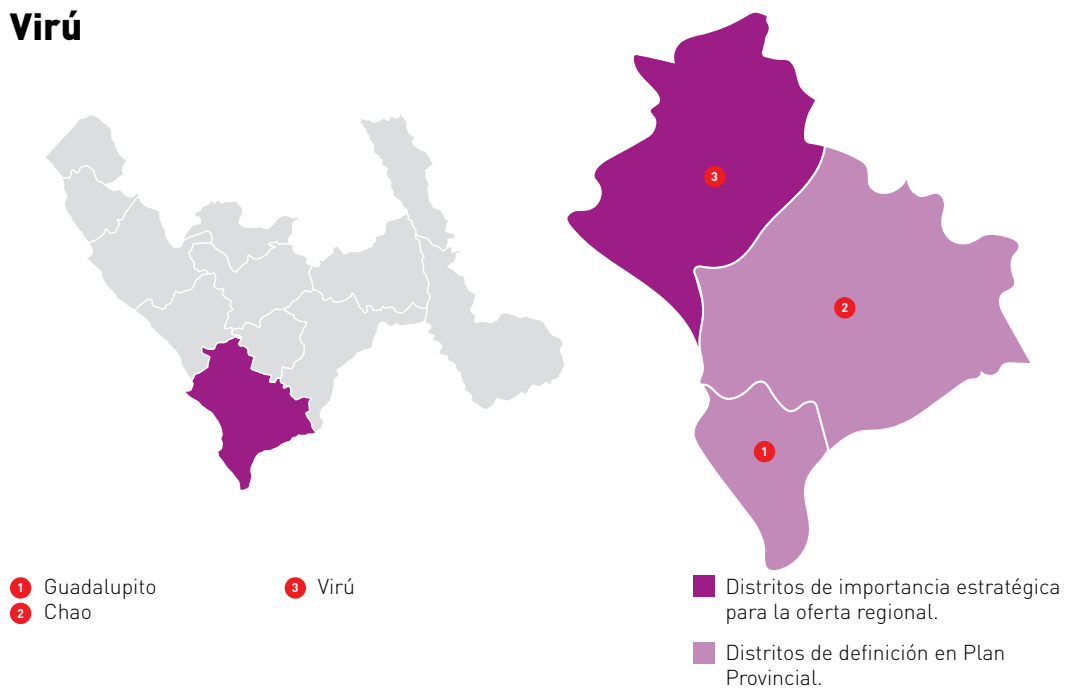 Virú
3
2
1
1 Guadalupito
2 Chao
3 Virú
Distritos de importancia estratégica
para la oferta regional.
Distritos de definición en Plan
Provincial.